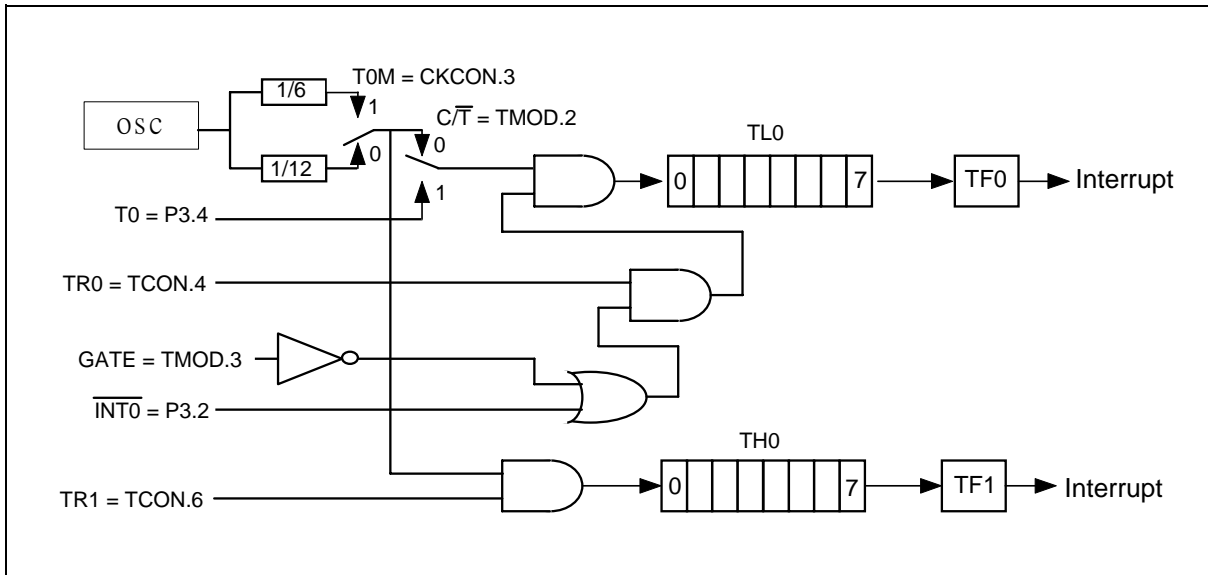 T0M = CKCON.3
1/6
1
OSC
C/T̅ = TMOD.2
0
0
1/12
1
T0 = P3.4
TL0
0 7
TF0
Interrupt
TR0 = TCON.4
GATE = TMOD.3
I̅N̅T̅0̅ = P3.2
TH0
0 7
TF1
Interrupt
TR1 = TCON.6